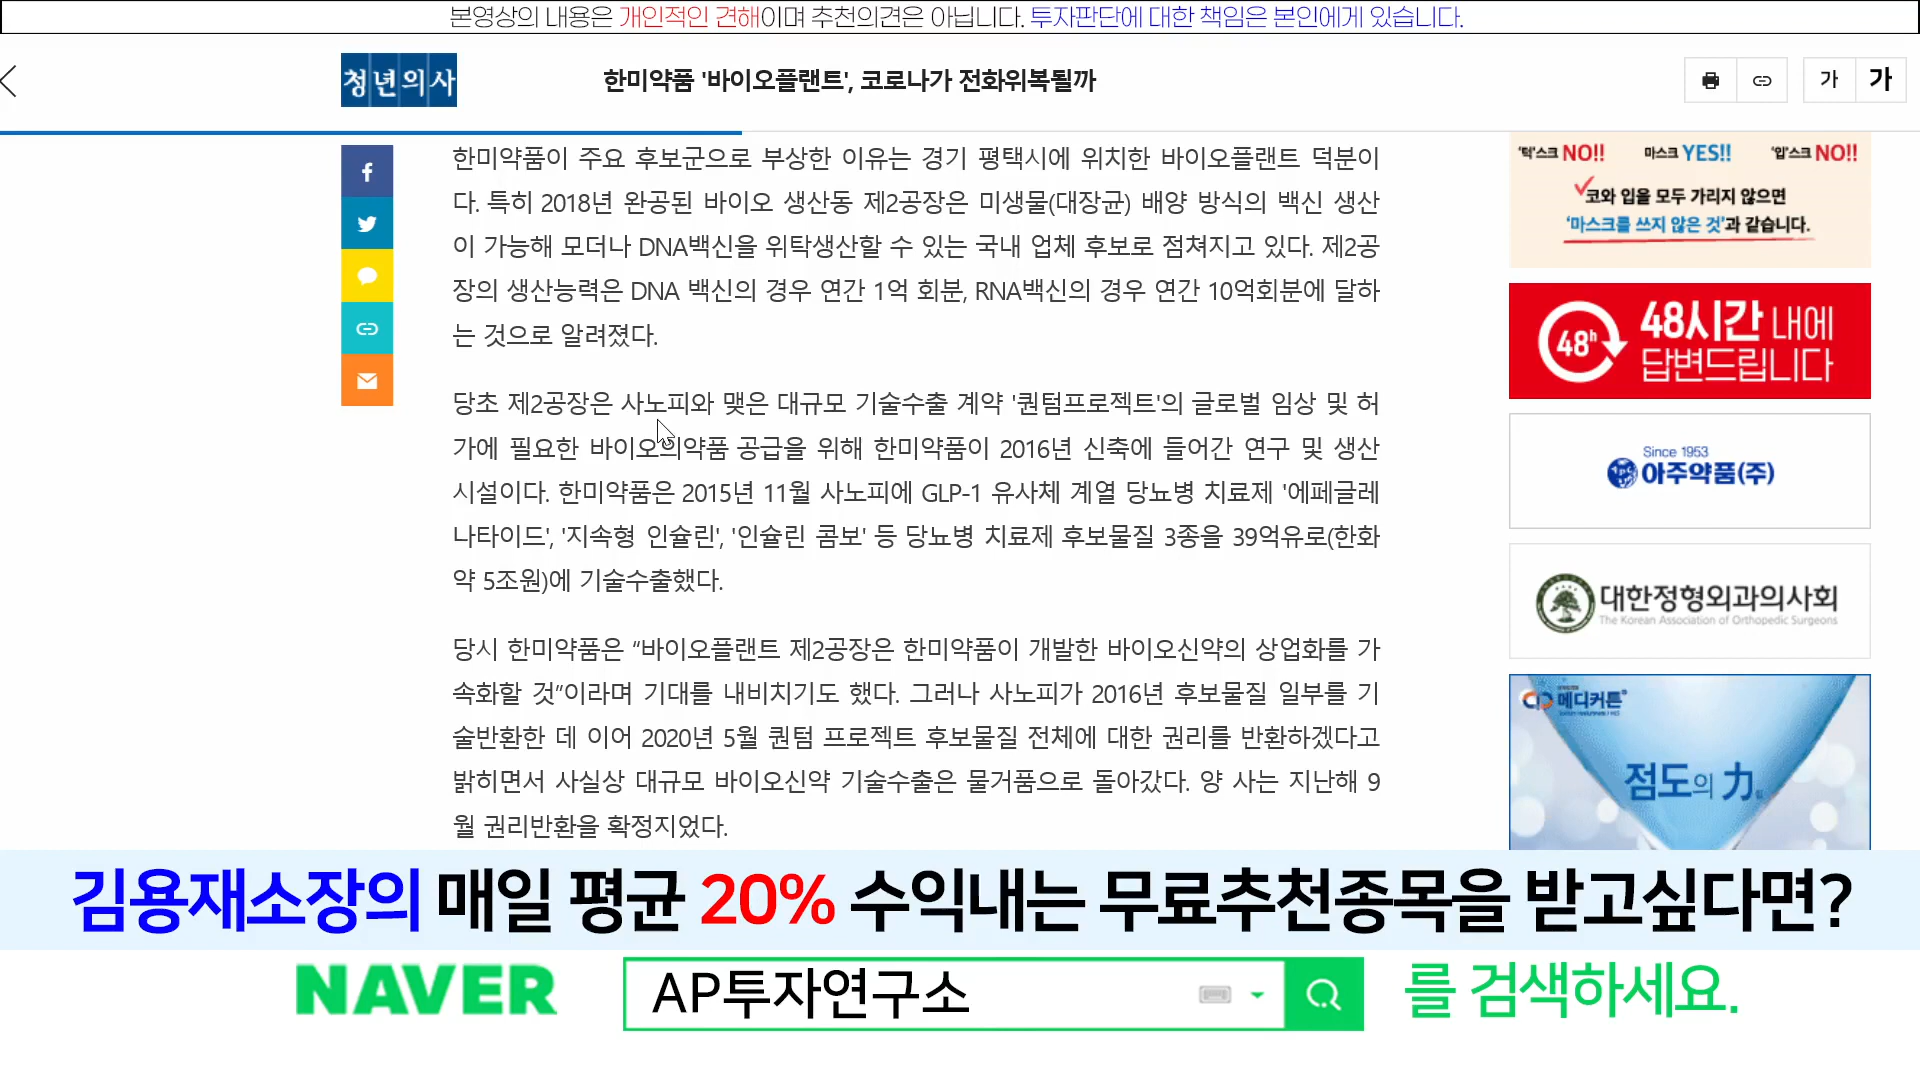 본영상의 내용은 개인적인 견해이며 추천의견은 아닙니다. 투자판단에 대한 책임은 본인에게 있습니다.
청년의사
한미약품 '바이오플랜트', 코로나가 전화위복될까
가 가
한미약품이 주요 후보군으로 부상한 이유는 경기 평택시에 위치한 바이오플랜트 덕분이
다. 특히 2018년 완공된 바이오 생산동 제2공장은 미생물(대장균) 배양 방식의 백신 생산
이 가능해 모더나 DNA백신을 위탁생산할 수 있는 국내 업체 후보로 점쳐지고 있다. 제2공
장의 생산능력은 DNA 백신의 경우 연간 1억 회분, RNA백신의 경우 연간 10억회분에 달하
는 것으로 알려졌다.
당초 제2공장은 사노피와 맺은 대규모 기술수출 계약 '퀀텀프로젝트'의 글로벌 임상 및 허
가에 필요한 바이오의약품 공급을 위해 한미약품이 2016년 신축에 들어간 연구 및 생산
시설이다. 한미약품은 2015년 11월 사노피에 GLP-1 유사체 계열 당뇨병 치료제 '에페글레
나타이드', '지속형 인슐린', '인슐린 콤보' 등 당뇨병 치료제 후보물질 3종을 39억유로(한화
약 5조원)에 기술수출했다.
당시 한미약품은 “바이오플랜트 제2공장은 한미약품이 개발한 바이오신약의 상업화를 가
속화할 것”이라며 기대를 내비치기도 했다. 그러나 사노피가 2016년 후보물질 일부를 기
술반환한 데 이어 2020년 5월 퀀텀 프로젝트 후보물질 전체에 대한 권리를 반환하겠다고
밝히면서 사실상 대규모 바이오신약 기술수출은 물거품으로 돌아갔다. 양 사는 지난해 9
월 권리반환을 확정지었다.
'턱'스크 NO!! 마스크 YES!! '입'스크 NO!!
코와 입을 모두 가리지 않으면
'마스크를 쓰지 않은 것'과 같습니다.
48h
48시간 내에
답변드립니다
Since 1953
아주약품(주)
대한정형외과의사회
The Korean Association of Orthopedic Surgeons
메디커튼
점도의 力
김용재소장의 매일 평균 20% 수익내는 무료추천종목을 받고싶다면?
NAVER AP투자연구소 를 검색하세요.